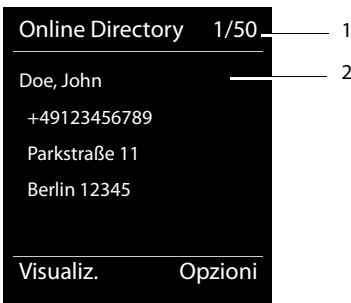 Online Directory 1/50
1
2
Doe, John
+49123456789
Parkstraße 11
Berlin 12345
Visualiz. Opzioni